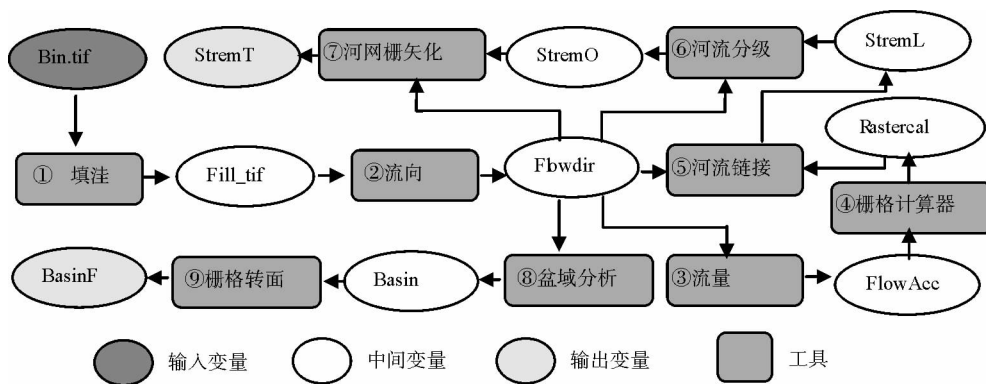 Bin.tif
StremT
⑦河网栅矢化
StremO
⑥河流分级
StremL
① 填洼
Fill_tif
②流向
Flowdir
⑤河流链接
Rastercal
④栅格计算器
BasinF
⑨栅格转面
Basin
⑧盆域分析
③流量
FlowAcc
输入变量
中间变量
输出变量
工具